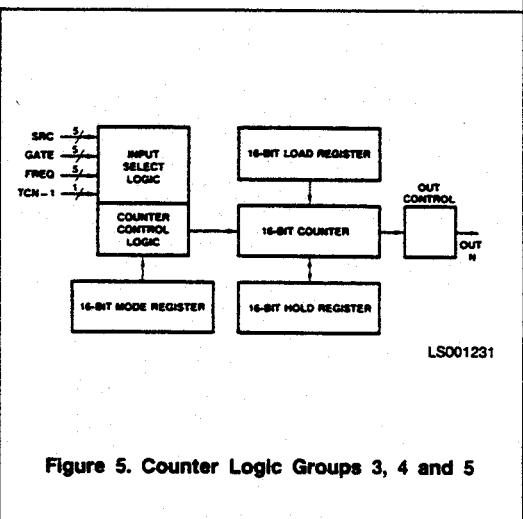 SRC 5
GATE 5
FREQ 5
TCN-1 1
INPUT
SELECT
LOGIC
COUNTER
CONTROL
LOGIC
16-BIT MODE REGISTER
16-BIT LOAD REGISTER
16-BIT COUNTER
16-BIT HOLD REGISTER
OUT
CONTROL
OUT
N
LS001231
Figure 5. Counter Logic Groups 3, 4 and 5